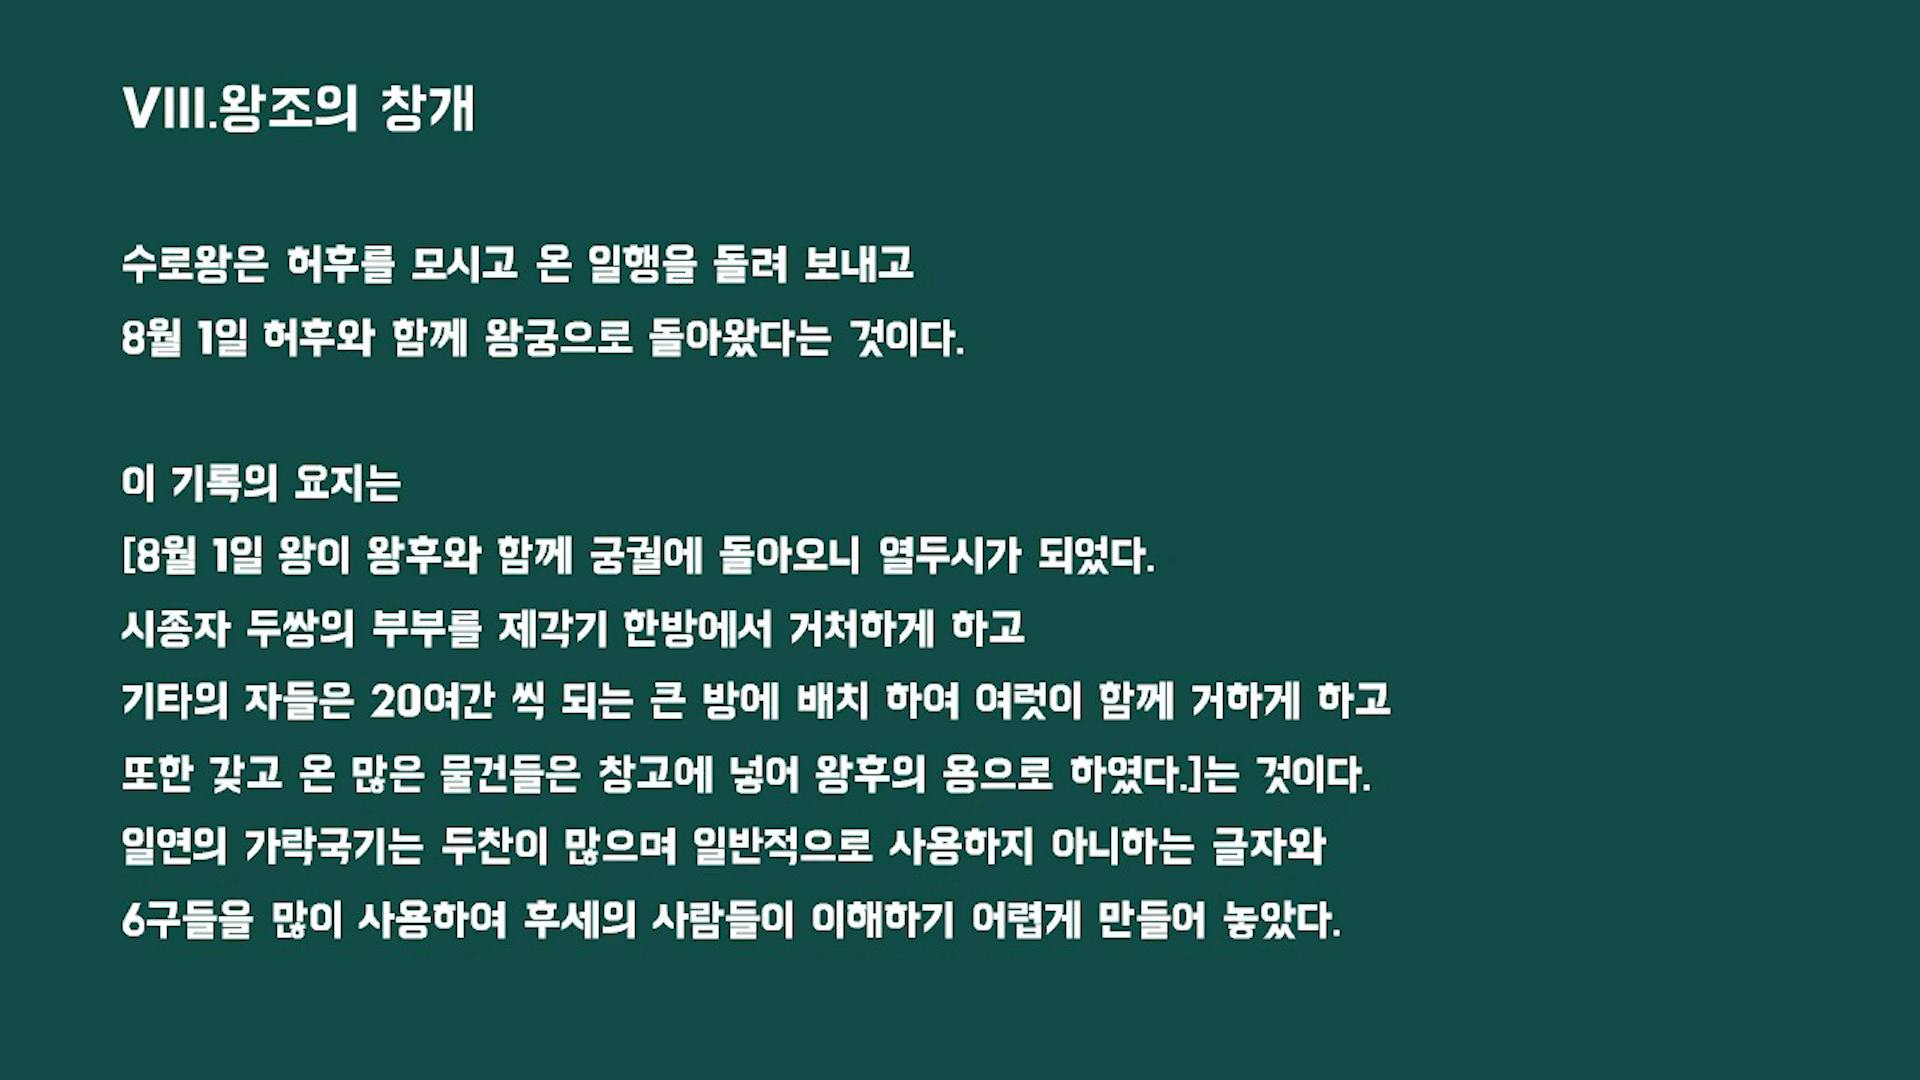 VIII.왕조의 창개
수로왕은 허후를 모시고 온 일행을 돌려 보내고
8월 1일 허후와 함께 왕궁으로 돌아왔다는 것이다.
이 기록의 요지는
[8월 1일 왕이 왕후와 함께 궁궐에 돌아오니 열두시가 되었다.
시종자 두쌍의 부부를 제각기 한방에서 거처하게 하고
기타의 자들은 20여간 씩 되는 큰 방에 배치 하여 여럿이 함께 거하게 하고
또한 갖고 온 많은 물건들은 창고에 넣어 왕후의 용으로 하였다.]는 것이다.
일연의 가락국기는 두찬이 많으며 일반적으로 사용하지 아니하는 글자와
6구들을 많이 사용하여 후세의 사람들이 이해하기 어렵게 만들어 놓았다.